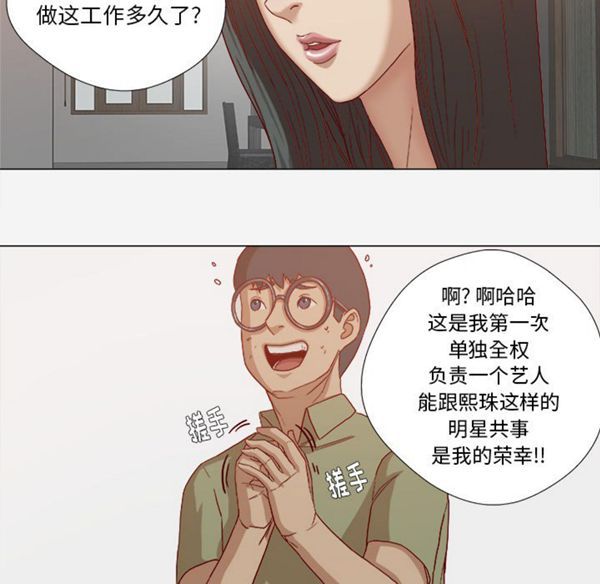 做这工作多久了?
啊? 啊哈哈
这是我第一次
单独全权
负责一个艺人
能跟熙珠这样的
明星共事
是我的荣幸!!
搓手
搓手